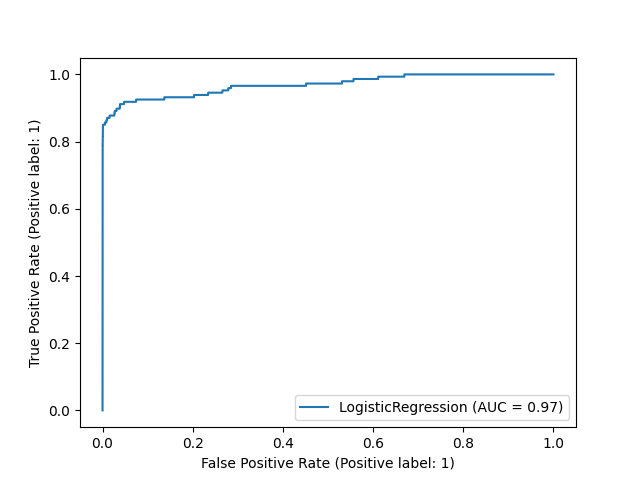 1.0
0.8
0.6
0.4
0.2
0.0
True Positive Rate (Positive label: 1)
LogisticRegression (AUC = 0.97)
0.0 0.2 0.4 0.6 0.8 1.0
False Positive Rate (Positive label: 1)